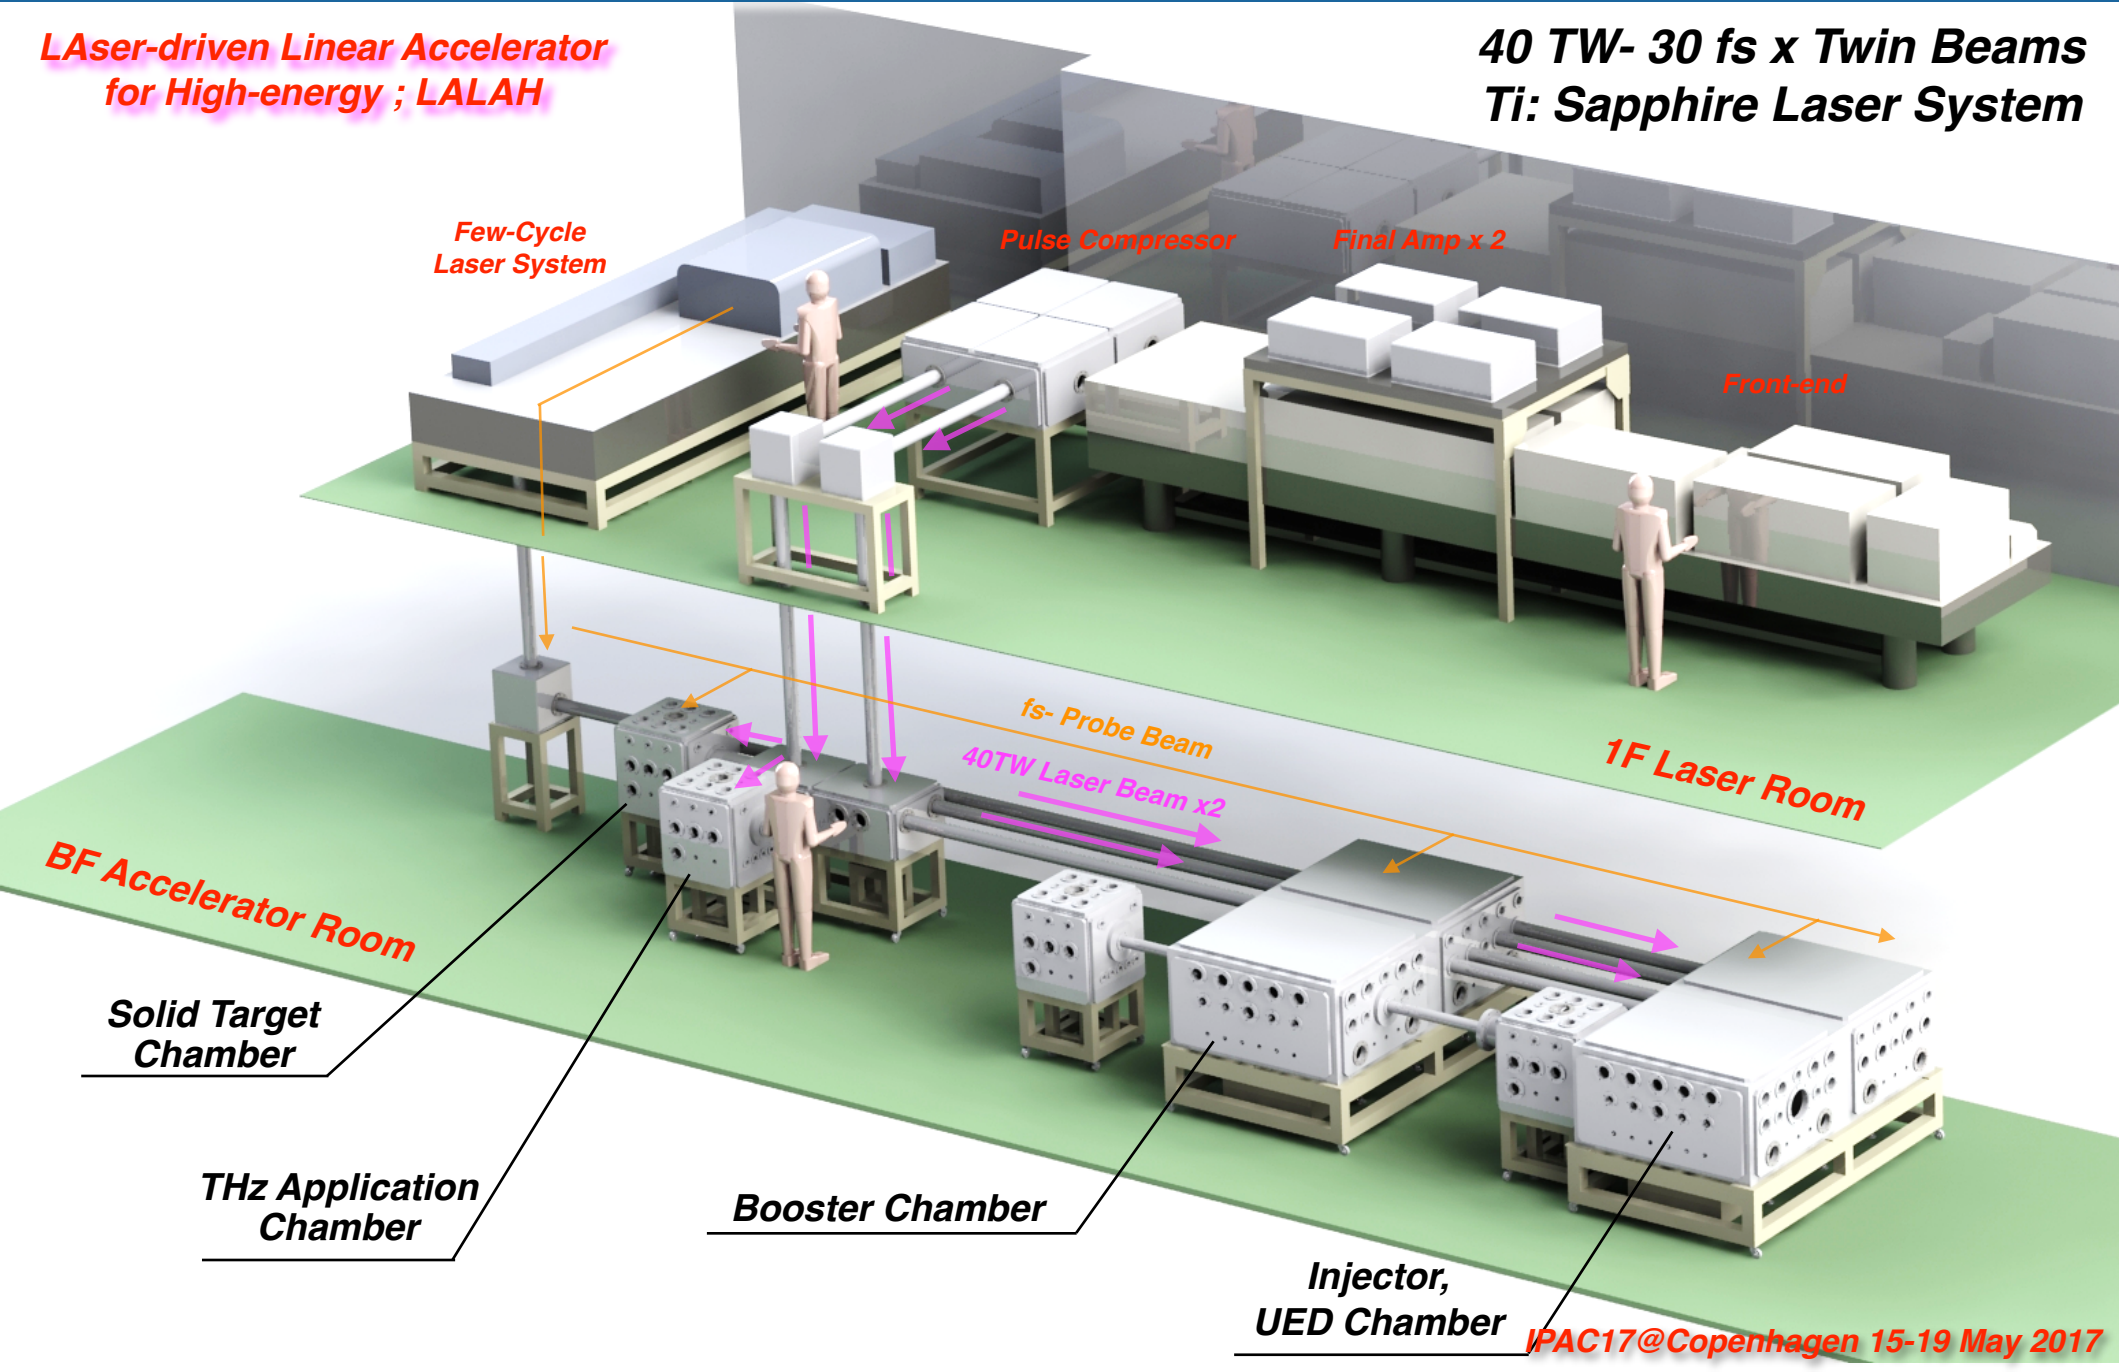 LAser-driven Linear Accelerator
for High-energy ; LALAH
40 TW- 30 fs x Twin Beams
Ti: Sapphire Laser System
Few-Cycle
Laser System
Pulse Compressor
Final Amp x 2
Front-end
fs- Probe Beam
40TW Laser Beam x2
1F Laser Room
BF Accelerator Room
Solid Target
Chamber
THz Application
Chamber
Booster Chamber
Injector,
UED Chamber
IPAC17@Copenhagen 15-19 May 2017